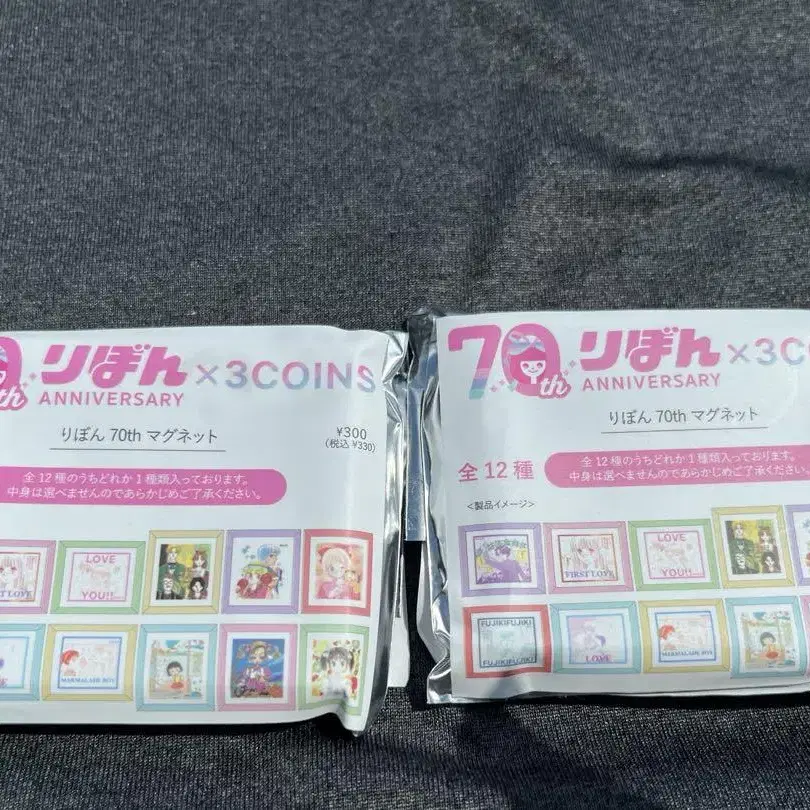 0th りぼん×3COINS
ANNIVERSARY
りぼん 70th マグネット
¥300
(税込 ¥330)
全12種のうちどれか1種類入っております。
中身は選べませんのであらかじめご了承ください。
LOVE
YOU!!
MARMALADE BOY
70th りぼん×3C
ANNIVERSARY
りぼん 70th マグネット
全12種
全12種のうちどれか1種類入っております。
中身は選べませんのであらかじめご了承ください。
<製品イメージ>
FIRST LOVE
LOVE
YOU!!
FUJIKIFUJIKI
FUJIKIFUJIKI
LOVE
MARMALADE BOY